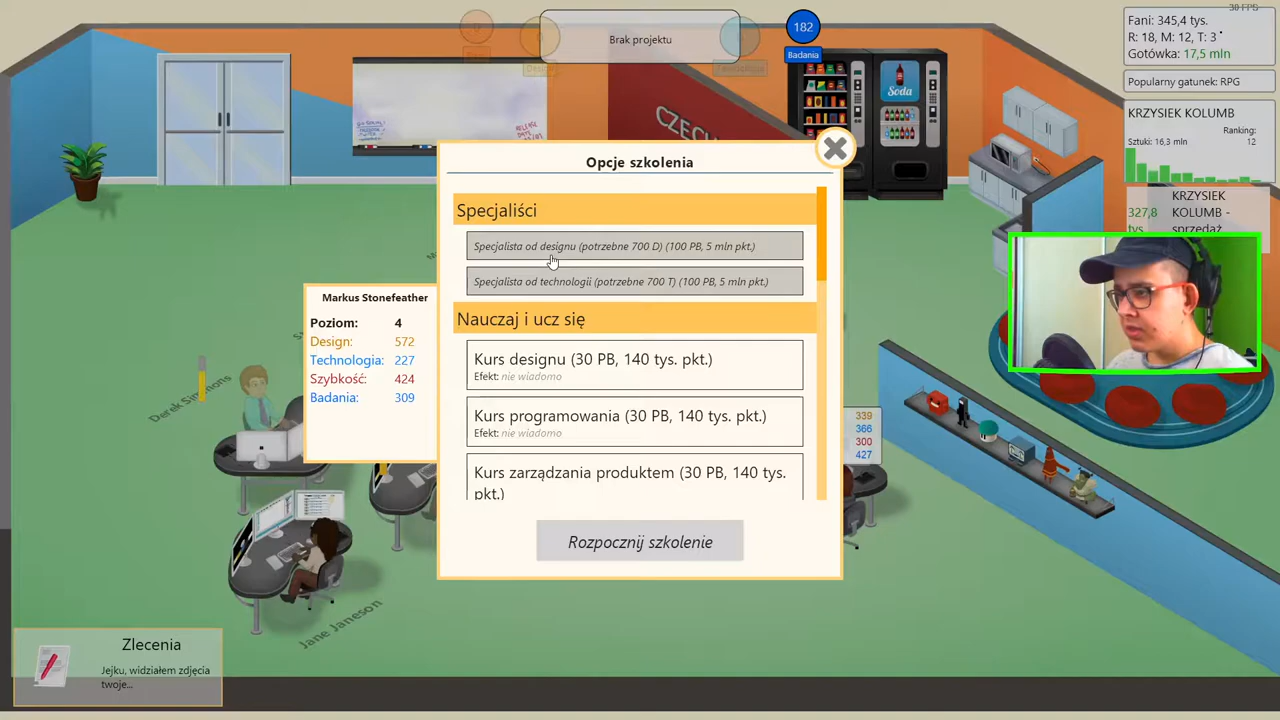 30 FPS
Fani: 345,4 tys.
R: 18, M: 12, T: 3
Gotówka: 17,5 mln
Brak projektu
182
Badania
Popularny gatunek: RPG
Soda
KRZYSIEK KOLUMB
Ranking:
Sztuki: 16,3 mln
12
CZECH
Opcje szkolenia
Specjaliści
KRZYSIEK
327,8
KOLUMB -
tys.
sprzedaż
Specjalista od designu (potrzebne 700 D) (100 PB, 5 mln pkt.)
Specjalista od technologii (potrzebne 700 T) (100 PB, 5 mln pkt.)
Markus Stonefeather
Poziom: 4
Design: 572
Technologia: 227
Szybkość: 424
Badania: 309
Nauczaj i ucz się
Kurs designu (30 PB, 140 tys. pkt.)
Efekt: nie wiadomo
Kurs programowania (30 PB, 140 tys. pkt.)
Efekt: nie wiadomo
Kurs zarządzania produktem (30 PB, 140 tys.
pkt.)
339
366
300
427
Derek Simmons
Rozpocznij szkolenie
Jane Janeson
Zlecenia
Jejku, widziałem zdjęcia
twoje...